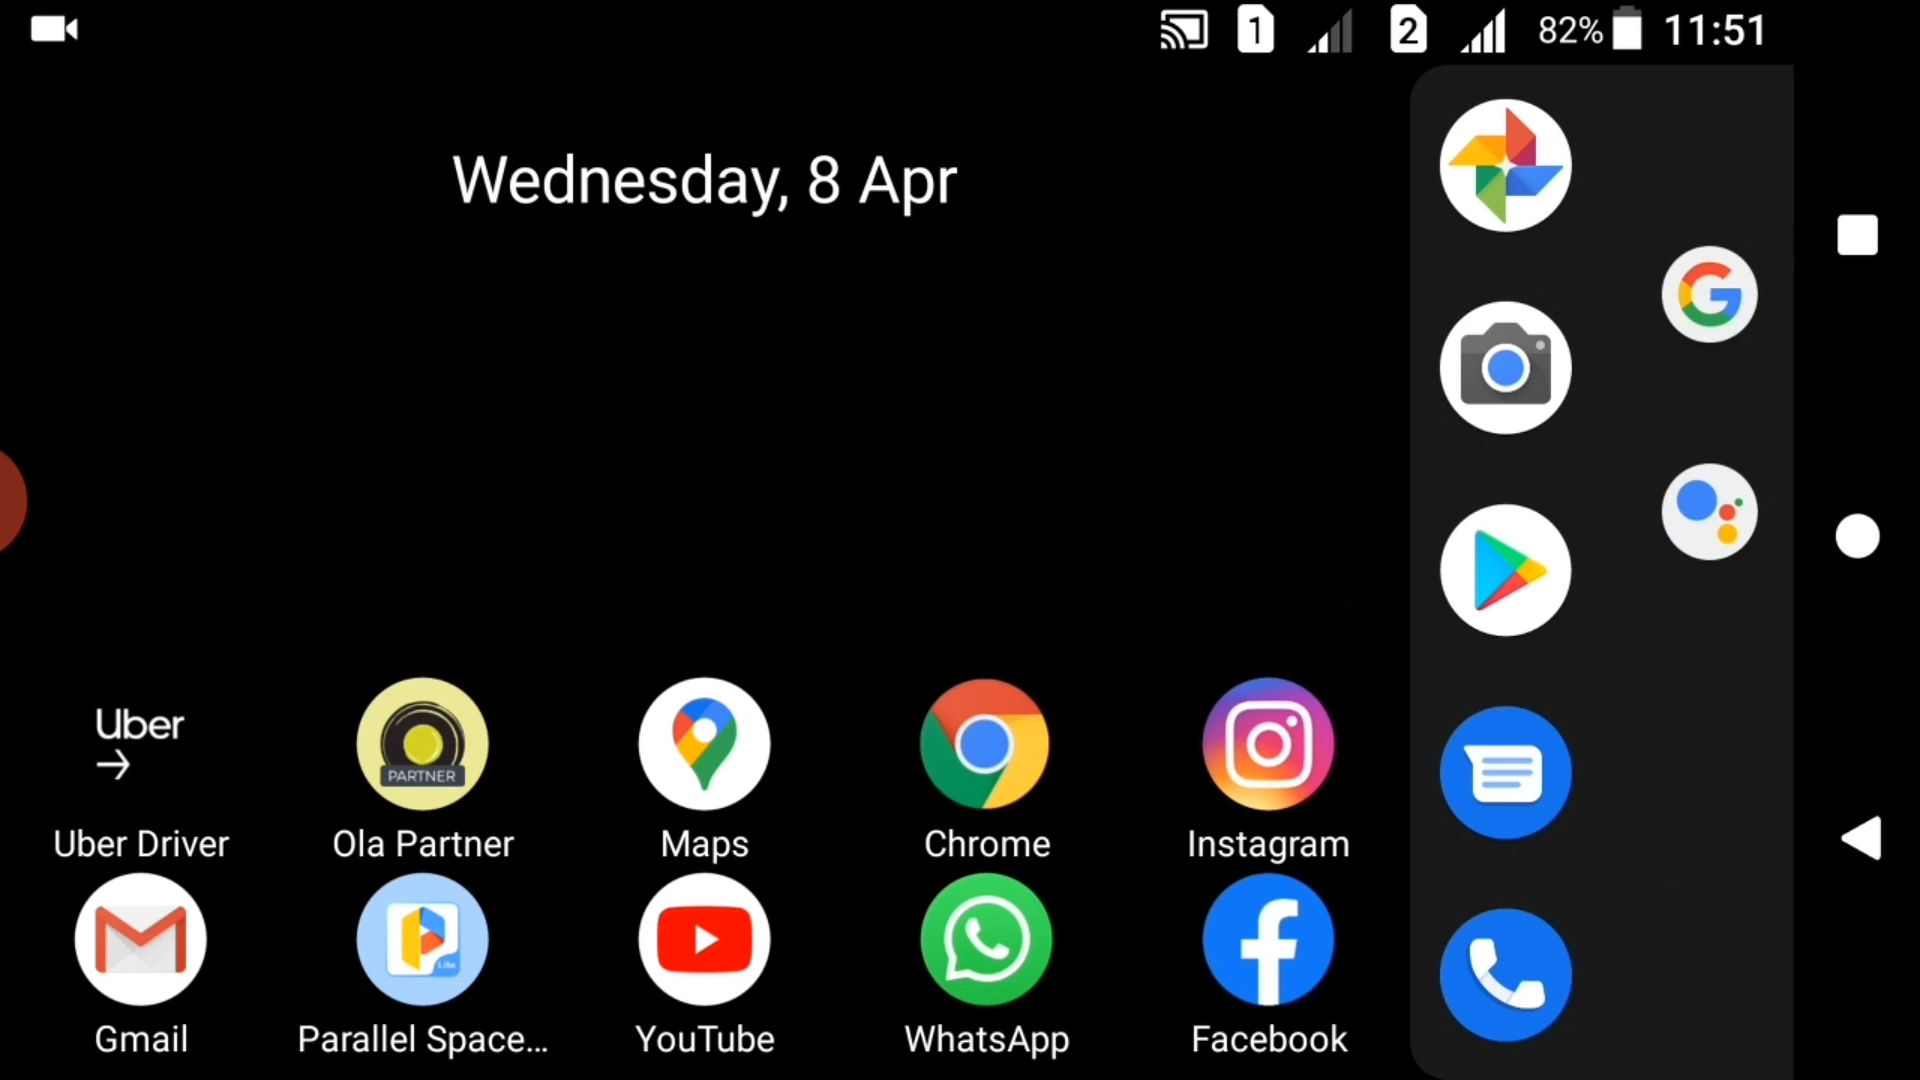 1 2 82% 11:51
Wednesday, 8 Apr
Uber
PARTNER
Uber Driver Ola Partner Maps Chrome Instagram
Lite
Gmail Parallel Space... YouTube WhatsApp Facebook